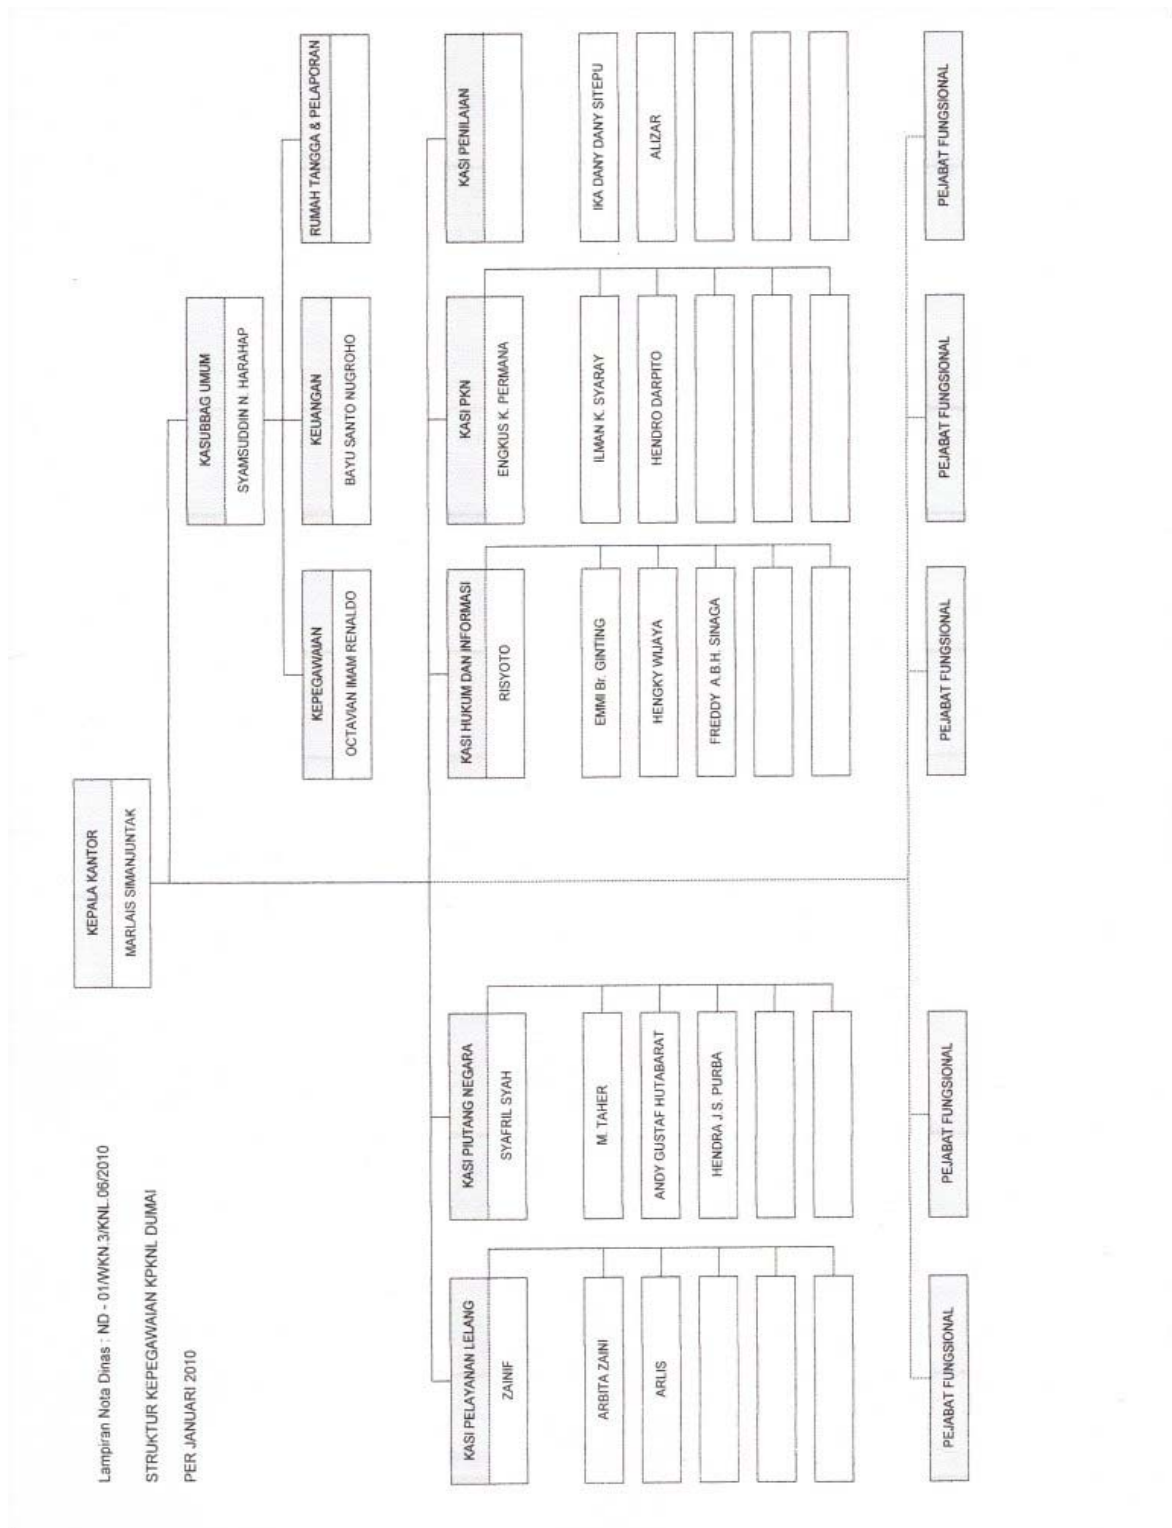 Lampiran Nota Dinas : ND - 01/WKN.3/KNL.06/2010
STRUKTUR KEPEGAWAIAN KPKNL DUMAI
PER JANUARI 2010
KEPALA KANTOR
MARLAIS SIMANJUNTAK
KASUBBAG UMUM
SYAMSUDDIN N. HARAHAP
KEPEGAWAIAN
OCTAVIAN IMAM RENALDO
KEUANGAN
BAYU SANTO NUGROHO
RUMAH TANGGA & PELAPORAN
KASI PELAYANAN LELANG
ZAINIF
ARBITA ZAINI
ARLIS
KASI PIUTANG NEGARA
SYAFRIL SYAH
M. TAHER
ANDY GUSTAF HUTABARAT
HENDRA J.S. PURBA
KASI HUKUM DAN INFORMASI
RISYOTO
EMMI Br. GINTING
HENGKY WIJAYA
FREDDY A.B.H. SINAGA
KASI PKN
ENGKUS K. PERMANA
ILMAN K. SYARAY
HENDRO DARPITO
KASI PENILAIAN
IKA DANY DANY SITEPU
ALIZAR
PEJABAT FUNGSIONAL
PEJABAT FUNGSIONAL
PEJABAT FUNGSIONAL
PEJABAT FUNGSIONAL
PEJABAT FUNGSIONAL